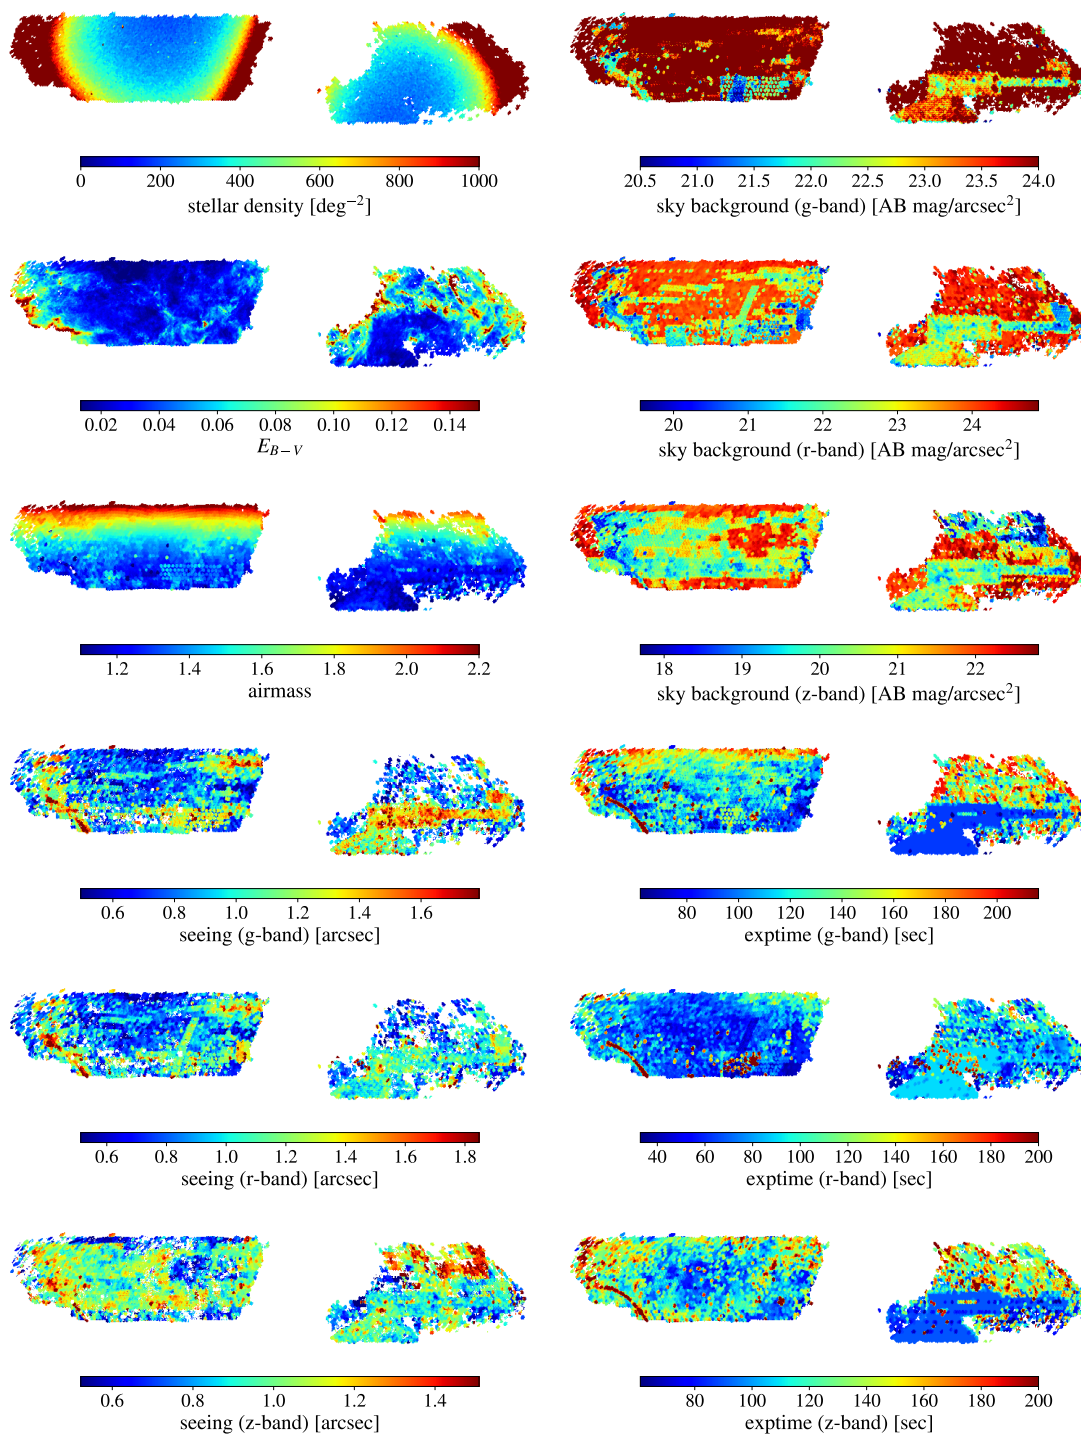 0 200 400 600 800 1000
stellar density [deg⁻²]
20.5 21.0 21.5 22.0 22.5 23.0 23.5 24.0
sky background (g-band) [AB mag/arcsec²]
0.02 0.04 0.06 0.08 0.10 0.12 0.14
E_{B−V}
20 21 22 23 24
sky background (r-band) [AB mag/arcsec²]
1.2 1.4 1.6 1.8 2.0 2.2
airmass
18 19 20 21 22
sky background (z-band) [AB mag/arcsec²]
0.6 0.8 1.0 1.2 1.4 1.6
seeing (g-band) [arcsec]
80 100 120 140 160 180 200
exptime (g-band) [sec]
0.6 0.8 1.0 1.2 1.4 1.6 1.8
seeing (r-band) [arcsec]
40 60 80 100 120 140 160 180 200
exptime (r-band) [sec]
0.6 0.8 1.0 1.2 1.4
seeing (z-band) [arcsec]
80 100 120 140 160 180 200
exptime (z-band) [sec]